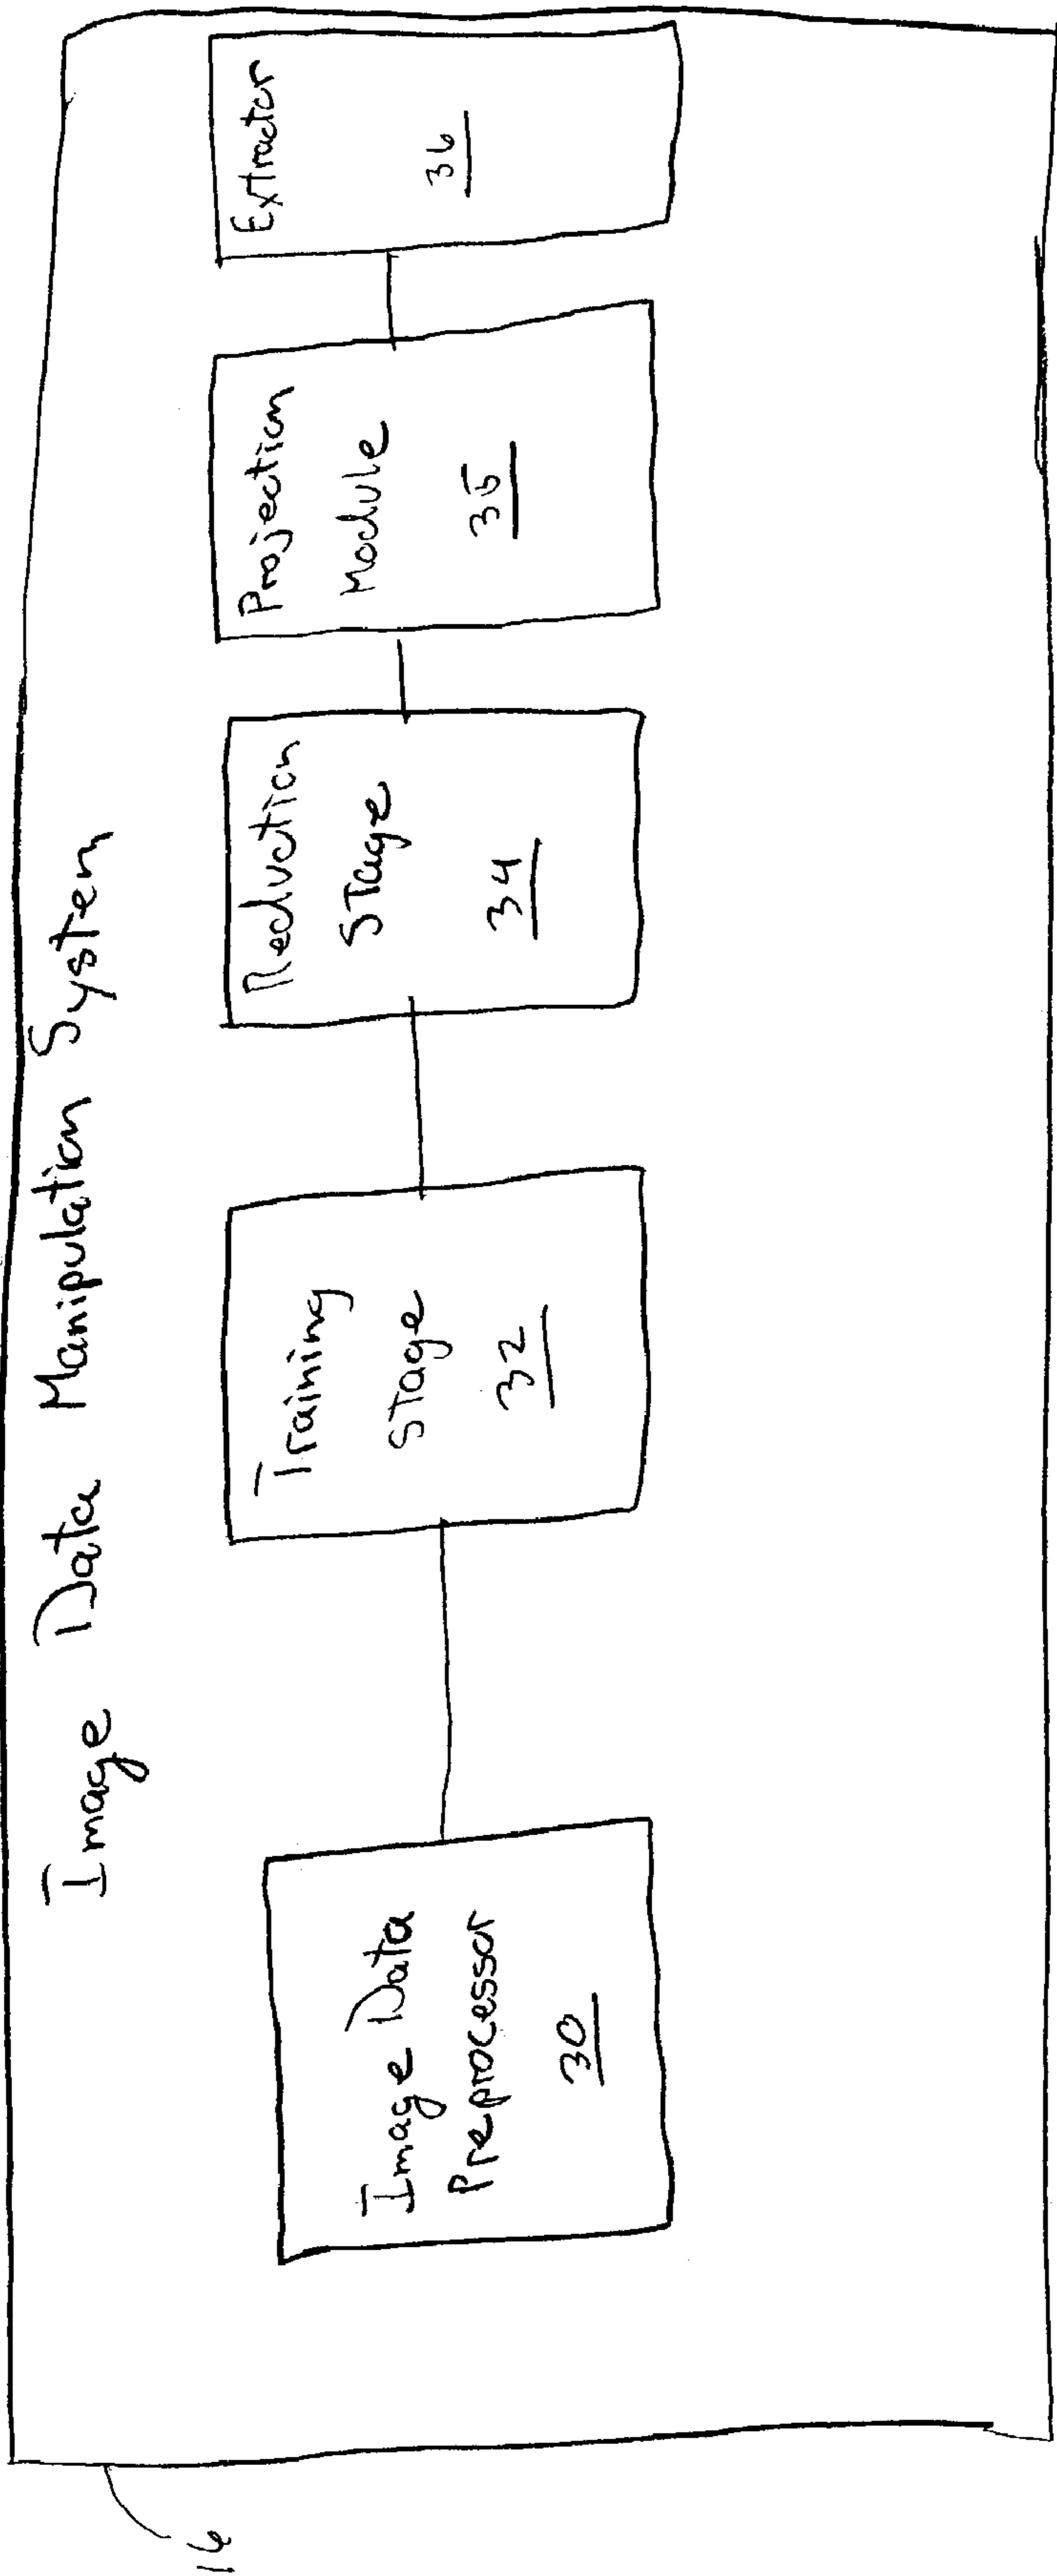 Image Data Manipulation System
Image Data
Preprocessor
30
Training
Stage
32
Reduction
Stage
34
Projection
Module
35
Extractor
36
16